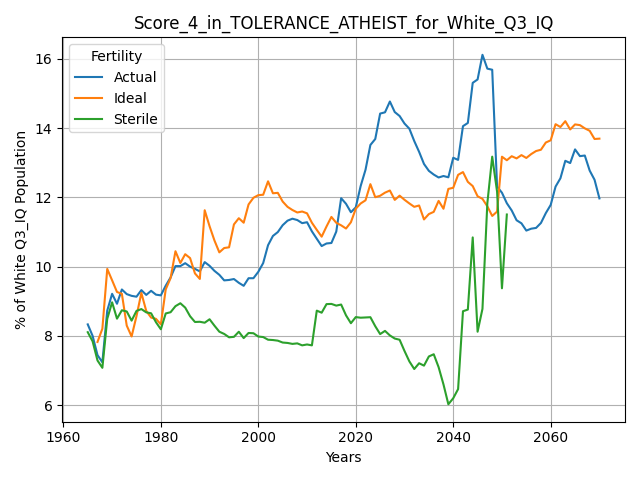 Score_4_in_TOLERANCE_ATHEIST_for_White_Q3_IQ
Fertility
Actual
Ideal
Sterile
% of White Q3_IQ Population
16
14
12
10
8
6
1960
1980
2000
2020
2040
2060
Years